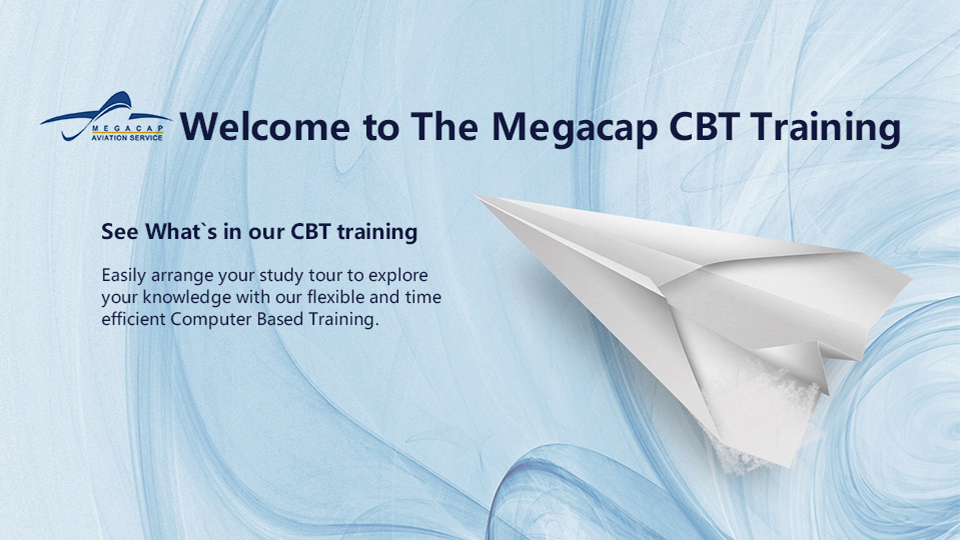 MEGACAP
AVIATION SERVICE
Welcome to The Megacap CBT Training
See What`s in our CBT training
Easily arrange your study tour to explore
your knowledge with our flexible and time
efficient Computer Based Training.